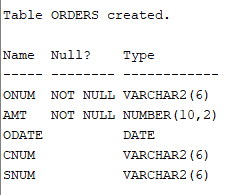 Table ORDERS created.

Name  Null?    Type
----- -------- ------------
ONUM  NOT NULL VARCHAR2(6)
AMT   NOT NULL NUMBER(10,2)
ODATE          DATE
CNUM           VARCHAR2(6)
SNUM           VARCHAR2(6)